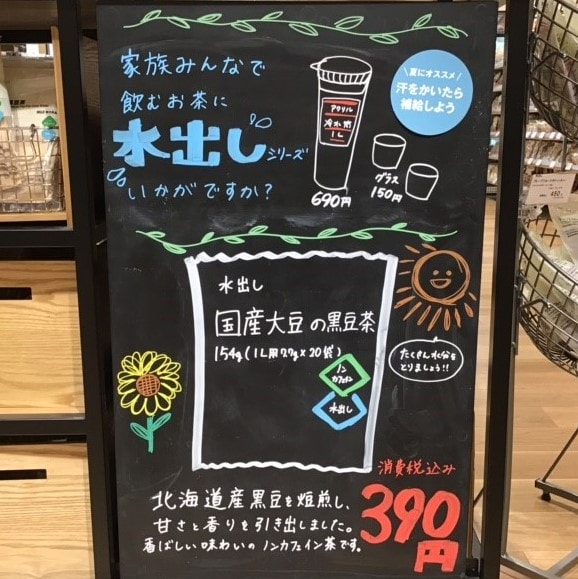 家族みんなで
飲むお茶に
水出しシリーズ
いかがですか?
アクリル
冷水筒
1L
690円
グラス
150円
\夏にオススメ/
汗をかいたら
補給しよう
水出し
国産大豆の黒豆茶
154g(1L用7.7g×20袋)
ノン
カフェイン
水出し
たくさん水分を
とりましょう!!
消費税込み
390
円
北海道産黒豆を焙煎し、
甘さと香りを引き出しました。
香ばしい味わいのノンカフェイン茶です。